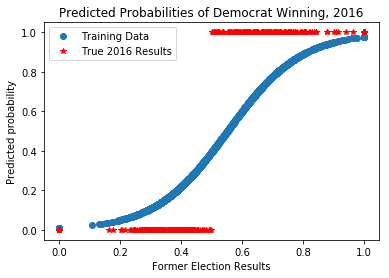 Predicted Probabilities of Democrat Winning, 2016
Training Data
True 2016 Results
Predicted probability
1.0
0.8
0.6
0.4
0.2
0.0
0.0
0.2
0.4
0.6
0.8
1.0
Former Election Results